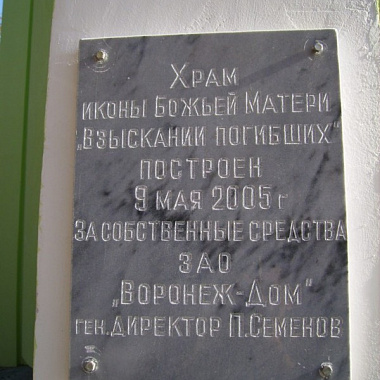 Храм
иконы Божьей Матери
„Взыскании погибших"
построен
9 мая 2005 г
за собственные средства
ЗАО
„Воронеж-Дом"
ген. директор П. Семенов